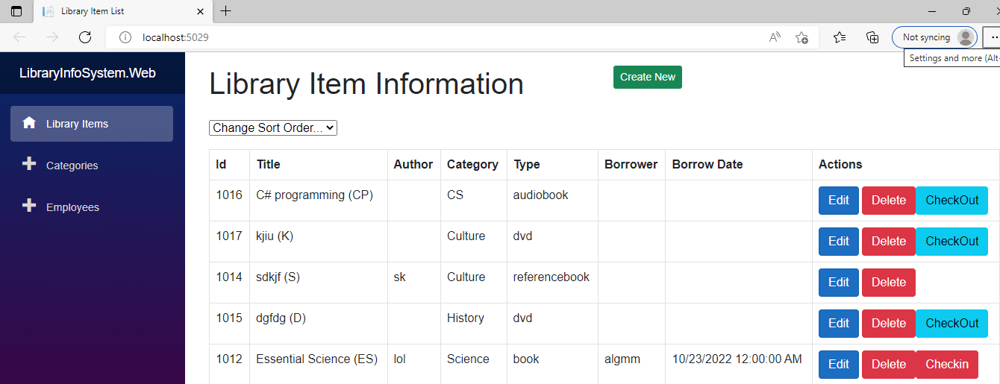 Library Item List
localhost:5029
Not syncing
Settings and more (Alt+
LibraryInfoSystem.Web
Library Items
Categories
Employees
Library Item Information
Create New
Change Sort Order...
Id Title Author Category Type Borrower Borrow Date Actions
1016 C# programming (CP) CS audiobook Edit Delete CheckOut
1017 kjiu (K) Culture dvd Edit Delete CheckOut
1014 sdkjf (S) sk Culture referencebook Edit Delete
1015 dgfdg (D) History dvd Edit Delete CheckOut
1012 Essential Science (ES) lol Science book algmm 10/23/2022 12:00:00 AM Edit Delete Checkin